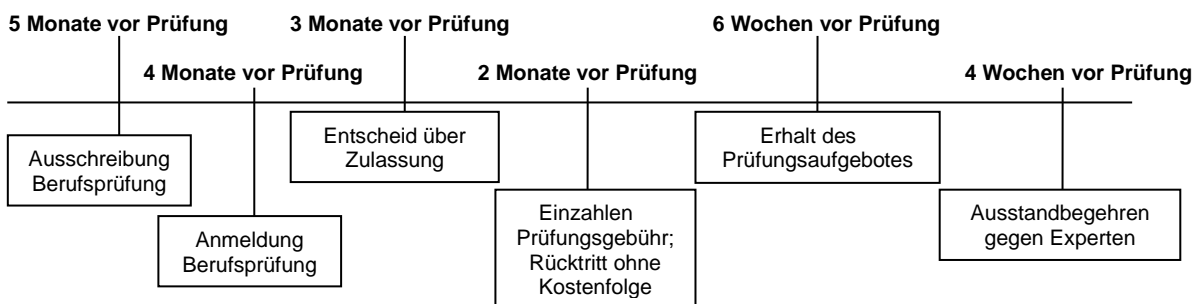 5 Monate vor Prüfung
3 Monate vor Prüfung
6 Wochen vor Prüfung
4 Monate vor Prüfung
2 Monate vor Prüfung
4 Wochen vor Prüfung
Ausschreibung
Berufsprüfung
Anmeldung
Berufsprüfung
Entscheid über
Zulassung
Einzahlen
Prüfungsgebühr;
Rücktritt ohne
Kostenfolge
Erhalt des
Prüfungsaufgebotes
Ausstandbegehren
gegen Experten